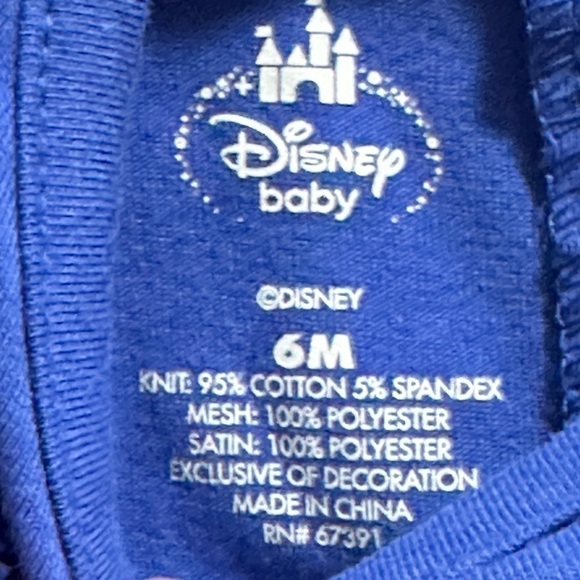 Disney
baby
©DISNEY
6M
KNIT: 95% COTTON 5% SPANDEX
MESH: 100% POLYESTER
SATIN: 100% POLYESTER
EXCLUSIVE OF DECORATION
MADE IN CHINA
RN# 67391